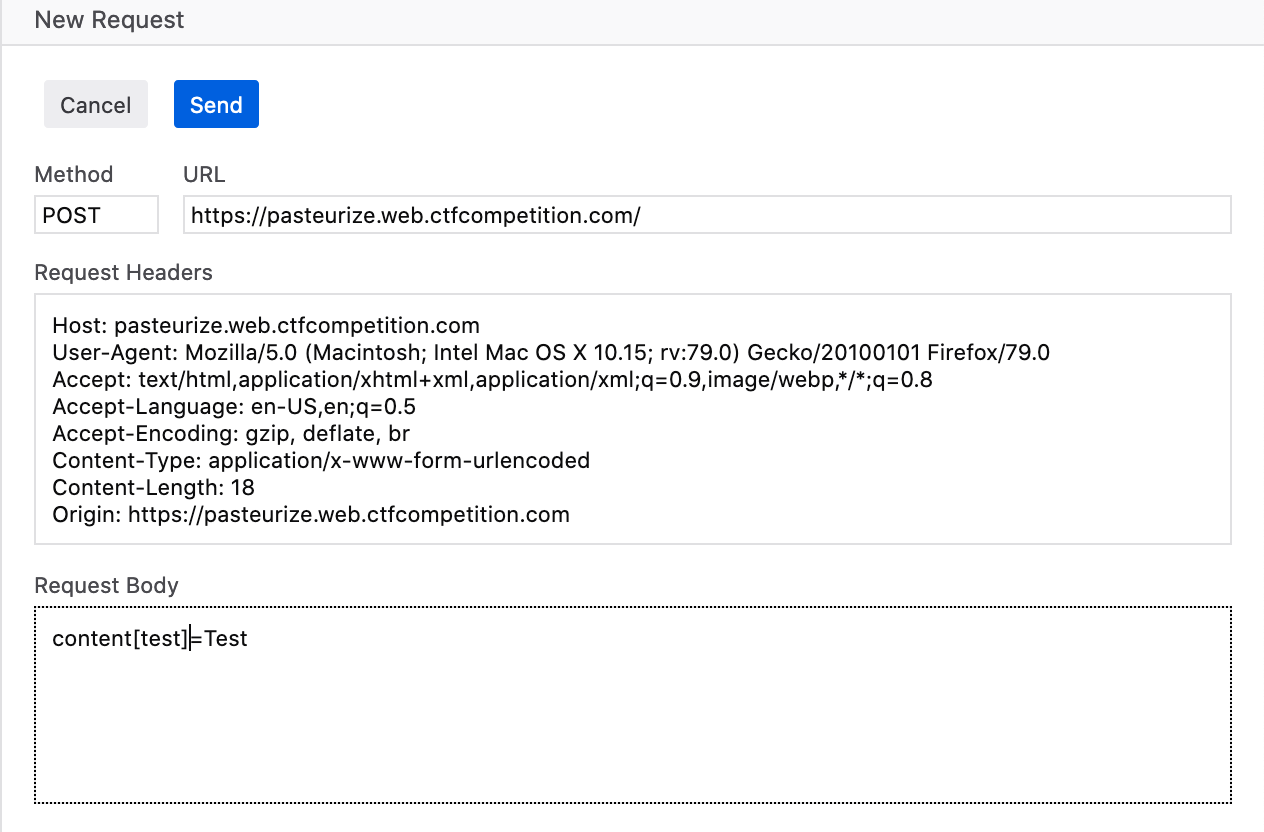 New Request
Cancel Send
Method URL
POST https://pasteurize.web.ctfcompetition.com/
Request Headers
Host: pasteurize.web.ctfcompetition.com
User-Agent: Mozilla/5.0 (Macintosh; Intel Mac OS X 10.15; rv:79.0) Gecko/20100101 Firefox/79.0
Accept: text/html,application/xhtml+xml,application/xml;q=0.9,image/webp,*/*;q=0.8
Accept-Language: en-US,en;q=0.5
Accept-Encoding: gzip, deflate, br
Content-Type: application/x-www-form-urlencoded
Content-Length: 18
Origin: https://pasteurize.web.ctfcompetition.com
Request Body
content[test]=Test